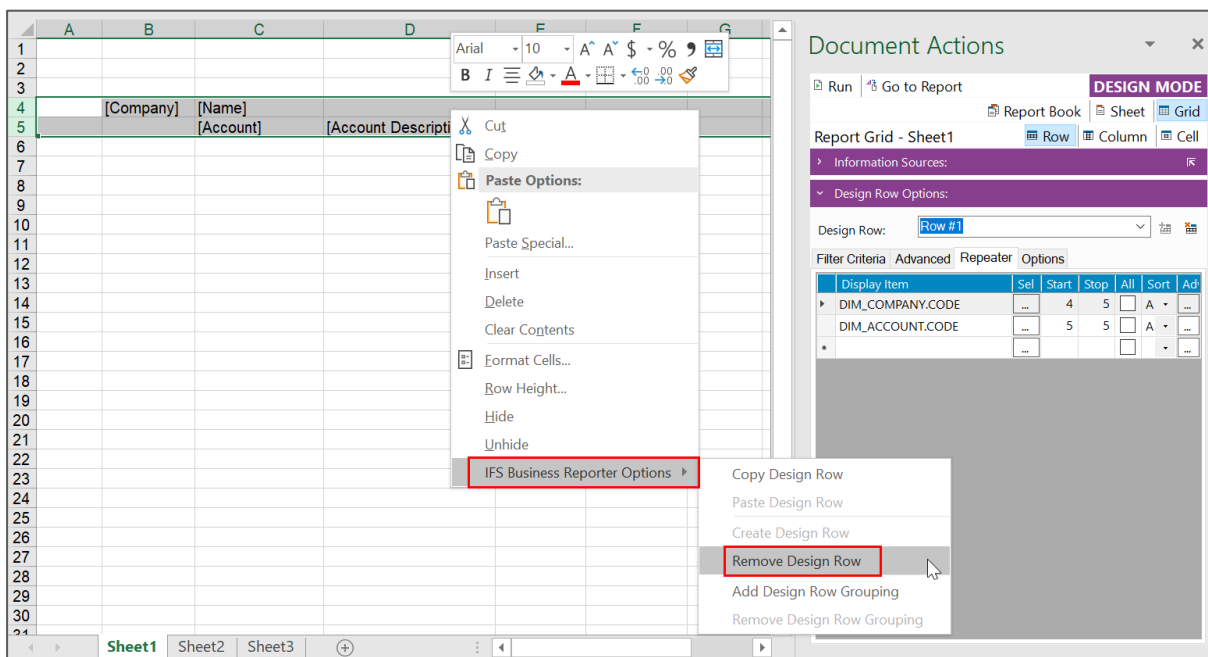 A B C D E F G
1
2
3
4 [Company] [Name]
5 [Account] [Account Descripti
6
7
8
9
10
11
12
13
14
15
16
17
18
19
20
21
22
23
24
25
26
27
28
29
30
31
Arial 10 A A $ % ,
B I A .00 .00
Cut
Copy
Paste Options:
Paste Special...
Insert
Delete
Clear Contents
Format Cells...
Row Height...
Hide
Unhide
IFS Business Reporter Options
Copy Design Row
Paste Design Row
Create Design Row
Remove Design Row
Add Design Row Grouping
Remove Design Row Grouping
Sheet1 Sheet2 Sheet3
Document Actions
Run Go to Report DESIGN MODE
Report Book Sheet Grid
Report Grid - Sheet1 Row Column Cell
Information Sources:
Design Row Options:
Design Row: Row #1
Filter Criteria Advanced Repeater Options
Display Item Sel Start Stop All Sort Adv
DIM_COMPANY.CODE ... 4 5 A ...
DIM_ACCOUNT.CODE ... 5 5 A ...
* ... ...